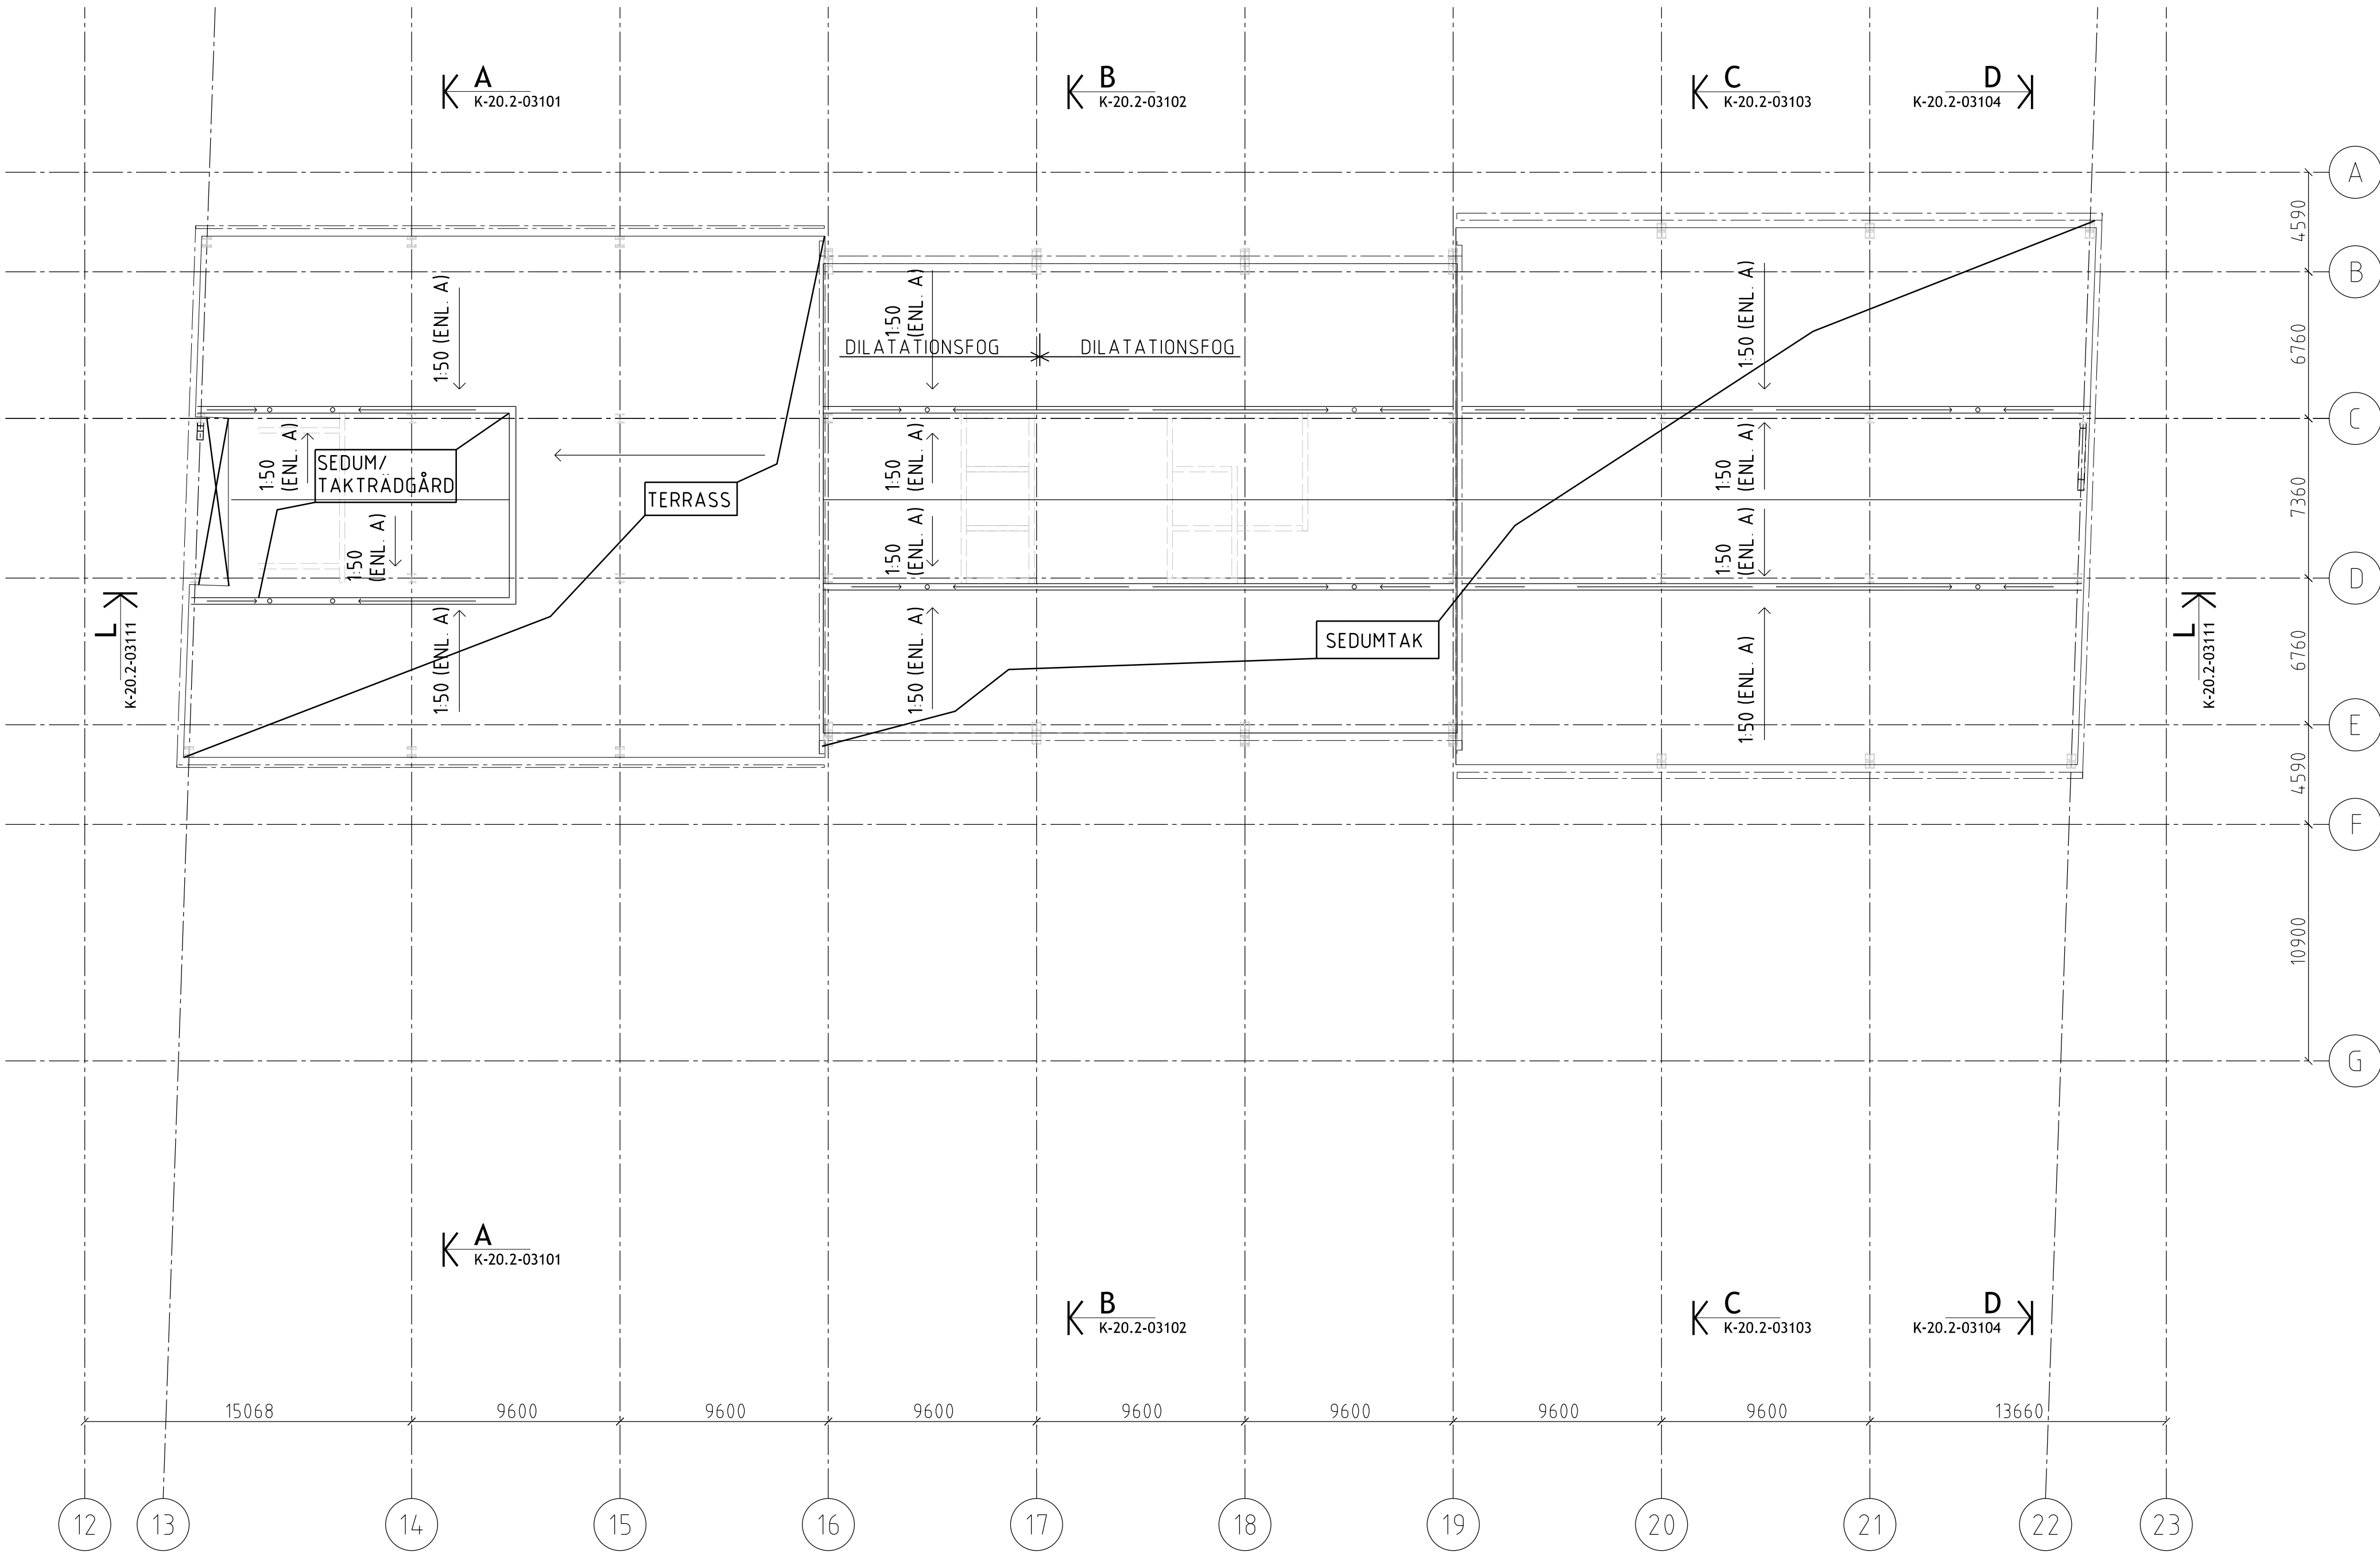 A
K-20.2-03101
B
K-20.2-03102
C
K-20.2-03103
D
K-20.2-03104
A
4590
B
1:50 (ENL. A)
1:50
(ENL. A)
1:50 (ENL. A)
DILATATIONSFOG
DILATATIONSFOG
6760
C
1:50
(ENL. A)
SEDUM/
TAKTRÄDGÅRD
1:50
(ENL. A)
TERRASS
1:50
(ENL. A)
1:50
(ENL. A)
1:50
(ENL. A)
1:50
(ENL. A)
7360
D
L
K-20.2-03111
1:50 (ENL. A)
1:50 (ENL. A)
SEDUMTAK
1:50 (ENL. A)
L
K-20.2-03111
6760
E
4590
F
10900
G
A
K-20.2-03101
B
K-20.2-03102
C
K-20.2-03103
D
K-20.2-03104
15068
9600
9600
9600
9600
9600
9600
9600
13660
12
13
14
15
16
17
18
19
20
21
22
23